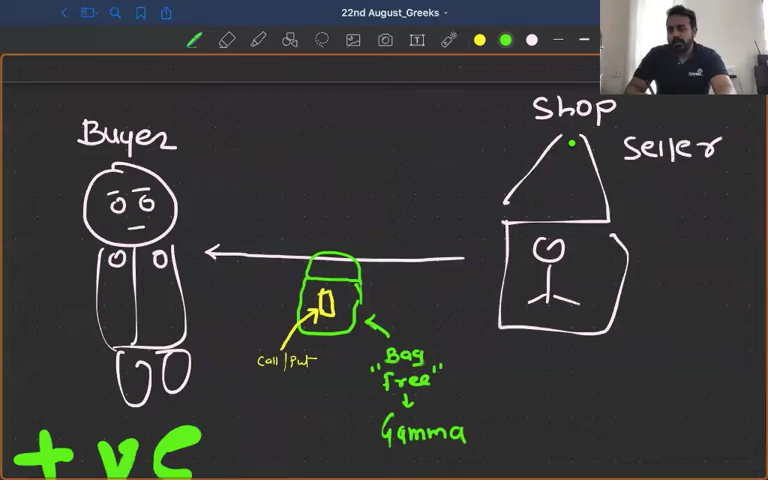 22nd August_Greeks
T
Shop
Buyer
Seller
Call/Put
"Bag
free"
Gamma
+ve